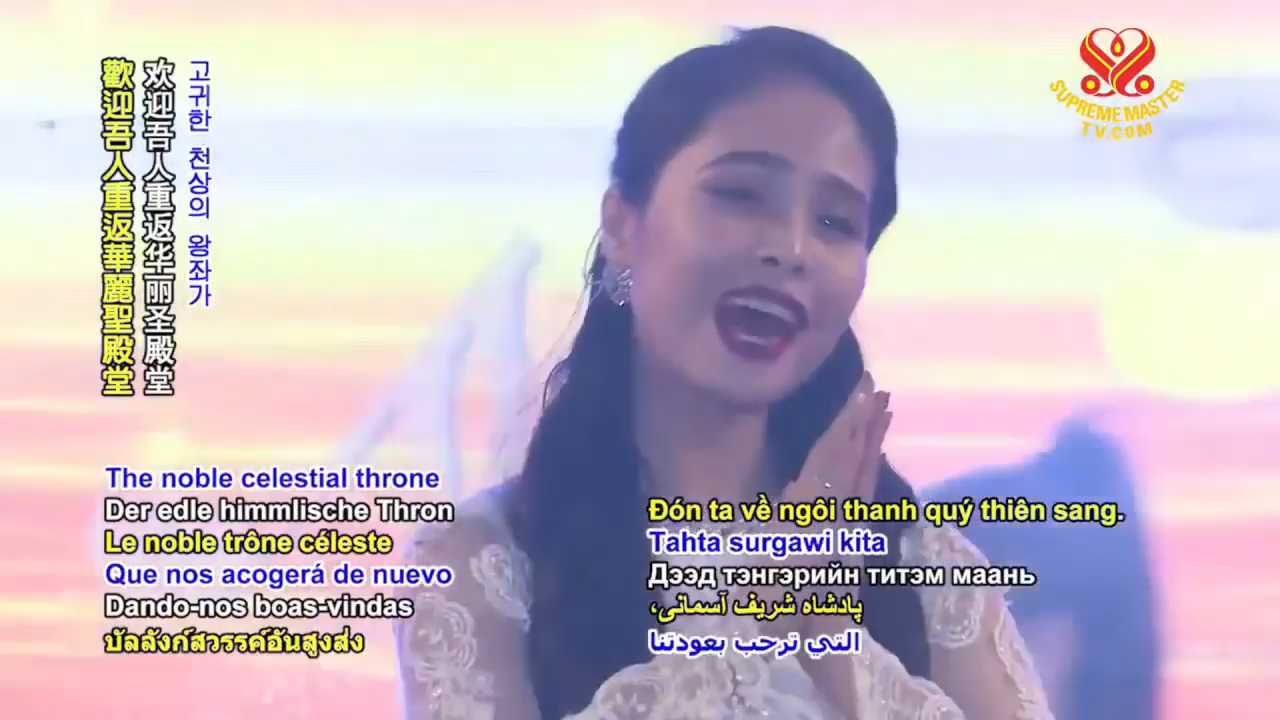 歡迎吾人重返華麗聖殿堂
欢迎吾人重返华丽圣殿堂
고귀한 천상의 왕좌가
SUPREME MASTER
TV.COM
The noble celestial throne
Der edle himmlische Thron
Le noble trône céleste
Que nos acogerá de nuevo
Dando-nos boas-vindas
บัลลังก์สวรรค์อันสูงส่ง
Đón ta về ngôi thanh quý thiên sang.
Tahta surgawi kita
Дээд тэнгэрийн титэм маань
پادشاه شریف آسمانی،
التي ترحب بعودتنا